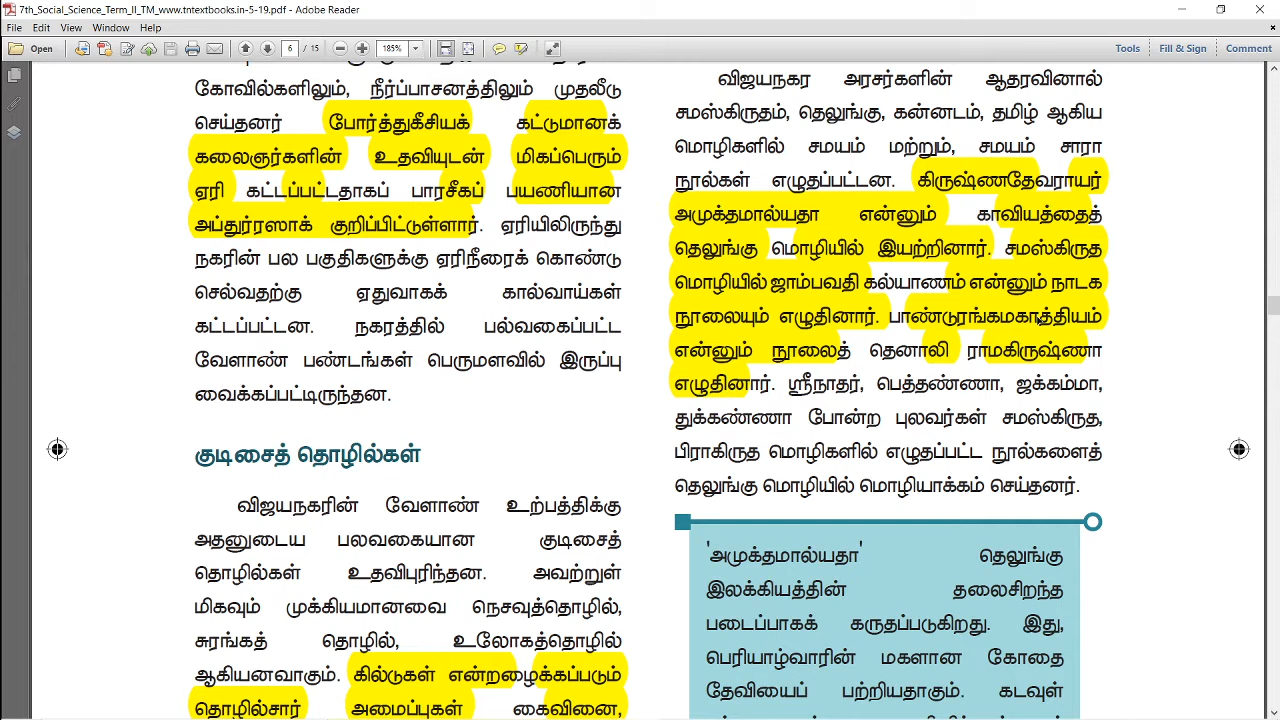 7th_Social_Science_Term_II_TM_www.tntextbooks.in-5-19.pdf - Adobe Reader
File Edit View Window Help
Open 6 / 15 185% Tools Fill & Sign Comment
கோவில்களிலும், நீர்ப்பாசனத்திலும் முதலீடு
செய்தனர் போர்த்துகீசியக் கட்டுமானக்
கலைஞர்களின் உதவியுடன் மிகப்பெரும்
ஏரி கட்டப்பட்டதாகப் பாரசீகப் பயணியான
அப்துர்ரஸாக் குறிப்பிட்டுள்ளார். ஏரியிலிருந்து
நகரின் பல பகுதிகளுக்கு ஏரிநீரைக் கொண்டு
செல்வதற்கு ஏதுவாகக் கால்வாய்கள்
கட்டப்பட்டன. நகரத்தில் பல்வகைப்பட்ட
வேளாண் பண்டங்கள் பெருமளவில் இருப்பு
வைக்கப்பட்டிருந்தன.
குடிசைத் தொழில்கள்
விஜயநகரின் வேளாண் உற்பத்திக்கு
அதனுடைய பலவகையான குடிசைத்
தொழில்கள் உதவிபுரிந்தன. அவற்றுள்
மிகவும் முக்கியமானவை நெசவுத்தொழில்,
சுரங்கத் தொழில், உலோகத்தொழில்
ஆகியனவாகும். கில்டுகள் என்றழைக்கப்படும்
தொழில்சார் அமைப்புகள் கைவினை,
விஜயநகர அரசர்களின் ஆதரவினால்
சமஸ்கிருதம், தெலுங்கு, கன்னடம், தமிழ் ஆகிய
மொழிகளில் சமயம் மற்றும், சமயம் சாரா
நூல்கள் எழுதப்பட்டன. கிருஷ்ணதேவராயர்
அமுக்தமால்யதா என்னும் காவியத்தைத்
தெலுங்கு மொழியில் இயற்றினார். சமஸ்கிருத
மொழியில் ஜாம்பவதி கல்யாணம் என்னும் நாடக
நூலையும் எழுதினார். பாண்டுரங்கமகாத்தியம்
என்னும் நூலைத் தெனாலி ராமகிருஷ்ணா
எழுதினார். ஸ்ரீநாதர், பெத்தண்ணா, ஜக்கம்மா,
துக்கண்ணா போன்ற புலவர்கள் சமஸ்கிருத,
பிராகிருத மொழிகளில் எழுதப்பட்ட நூல்களைத்
தெலுங்கு மொழியில் மொழியாக்கம் செய்தனர்.
'அமுக்தமால்யதா' தெலுங்கு
இலக்கியத்தின் தலைசிறந்த
படைப்பாகக் கருதப்படுகிறது. இது,
பெரியாழ்வாரின் மகளான கோதை
தேவியைப் பற்றியதாகும். கடவுள்